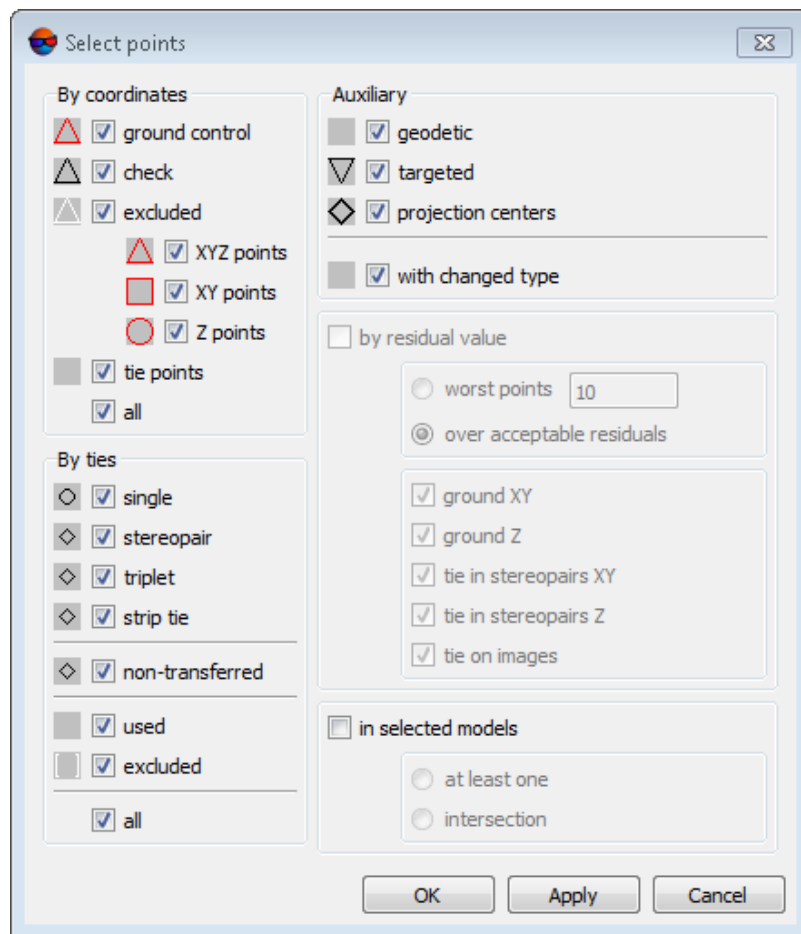 Select points
By coordinates
ground control
check
excluded
XYZ points
XY points
Z points
tie points
all
By ties
single
stereopair
triplet
strip tie
non-transferred
used
excluded
all
Auxiliary
geodetic
targeted
projection centers
with changed type
by residual value
worst points 10
over acceptable residuals
ground XY
ground Z
tie in stereopairs XY
tie in stereopairs Z
tie on images
in selected models
at least one
intersection
OK Apply Cancel